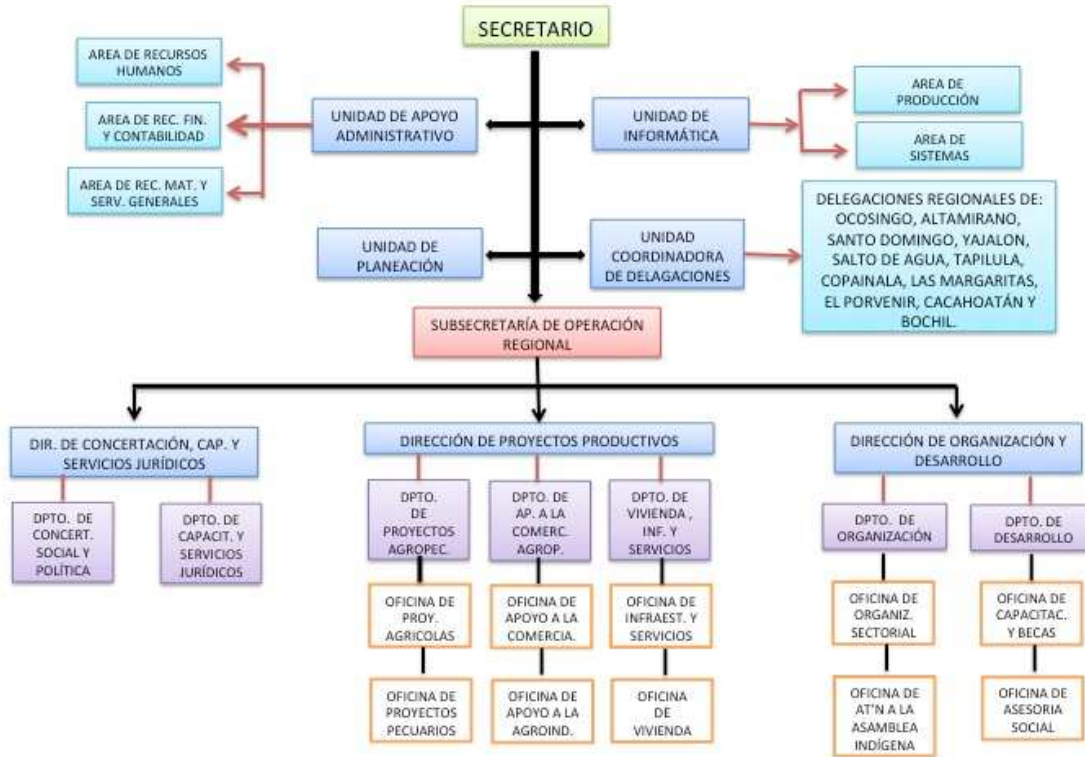 SECRETARIO
AREA DE RECURSOS
HUMANOS
AREA DE REC. FIN.
Y CONTABILIDAD
AREA DE REC. MAT. Y
SERV. GENERALES
UNIDAD DE APOYO
ADMINISTRATIVO
UNIDAD DE
INFORMÁTICA
AREA DE
PRODUCCIÓN
AREA DE
SISTEMAS
UNIDAD DE
PLANEACIÓN
UNIDAD
COORDINADORA
DE DELAGACIONES
DELEGACIONES REGIONALES DE:
OCOSINGO, ALTAMIRANO,
SANTO DOMINGO, YAJALON,
SALTO DE AGUA, TAPILULA,
COPAINALA, LAS MARGARITAS,
EL PORVENIR, CACAHOATÁN Y
BOCHIL.
SUBSECRETARÍA DE OPERACIÓN
REGIONAL
DIR. DE CONCERTACIÓN, CAP. Y
SERVICIOS JURÍDICOS
DPTO. DE
CONCERT.
SOCIAL Y
POLÍTICA
DPTO. DE
CAPACIT. Y
SERVICIOS
JURÍDICOS
DIRECCIÓN DE PROYECTOS PRODUCTIVOS
DPTO.
DE
PROYECTOS
AGROPEC.
DPTO. DE
AP. A LA
COMERC.
AGROP.
DPTO. DE
VIVIENDA ,
INF. Y
SERVICIOS
OFICINA DE
PROY.
AGRICOLAS
OFICINA DE
APOYO A LA
COMERCIA.
OFICINA DE
INFRAEST. Y
SERVICIOS
OFICINA DE
PROYECTOS
PECUARIOS
OFICINA DE
APOYO A LA
AGROIND.
OFICINA
DE
VIVIENDA
DIRECCIÓN DE ORGANIZACIÓN Y
DESARROLLO
DPTO. DE
ORGANIZACIÓN
DPTO. DE
DESARROLLO
OFICINA DE
ORGANIZ.
SECTORIAL
OFICINA DE
CAPACITAC.
Y BECAS
OFICINA DE
AT'N A LA
ASAMBLEA
INDÍGENA
OFICINA DE
ASESORIA
SOCIAL